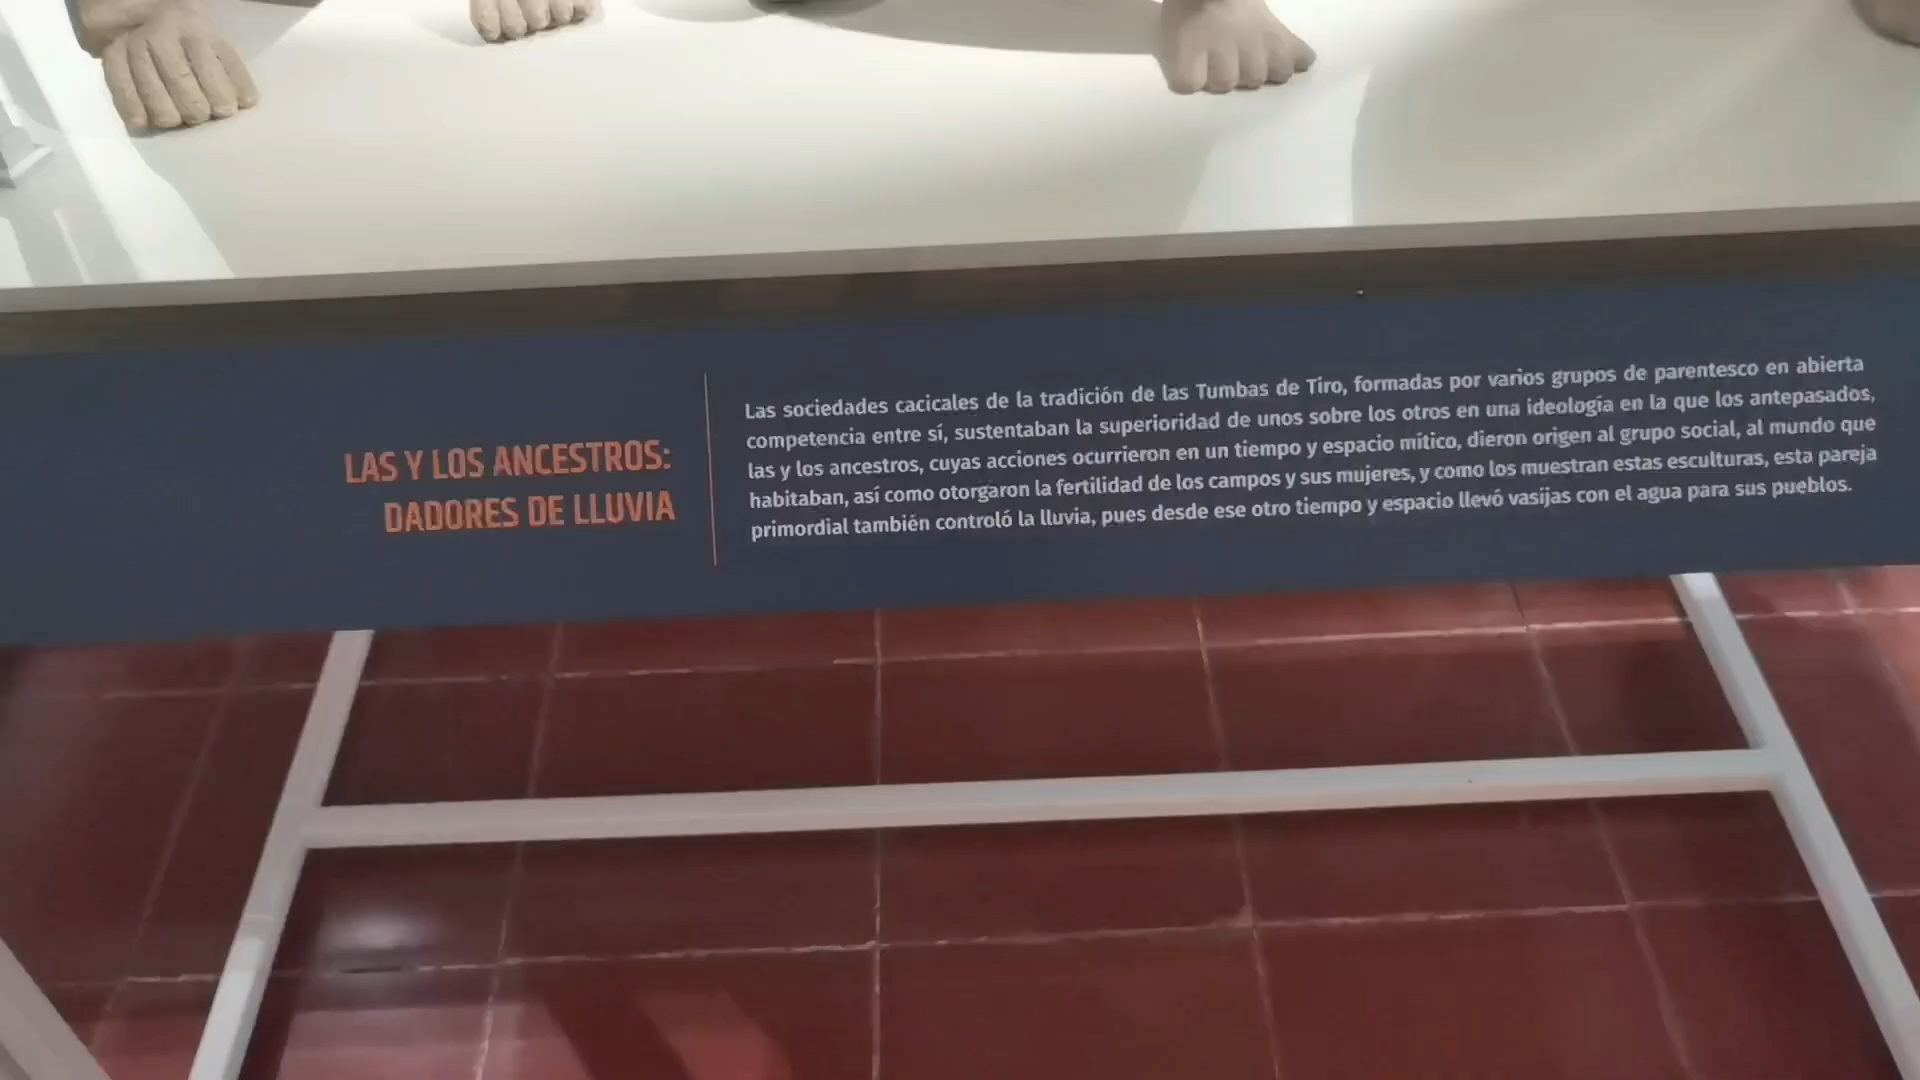 LAS Y LOS ANCESTROS:
DADORES DE LLUVIA
Las sociedades cacicales de la tradición de las Tumbas de Tiro, formadas por varios grupos de parentesco en abierta
competencia entre sí, sustentaban la superioridad de unos sobre los otros en una ideología en la que los antepasados,
las y los ancestros, cuyas acciones ocurrieron en un tiempo y espacio mítico, dieron origen al grupo social, al mundo que
habitaban, así como otorgaron la fertilidad de los campos y sus mujeres, y como los muestran estas esculturas, esta pareja
primordial también controló la lluvia, pues desde ese otro tiempo y espacio llevó vasijas con el agua para sus pueblos.